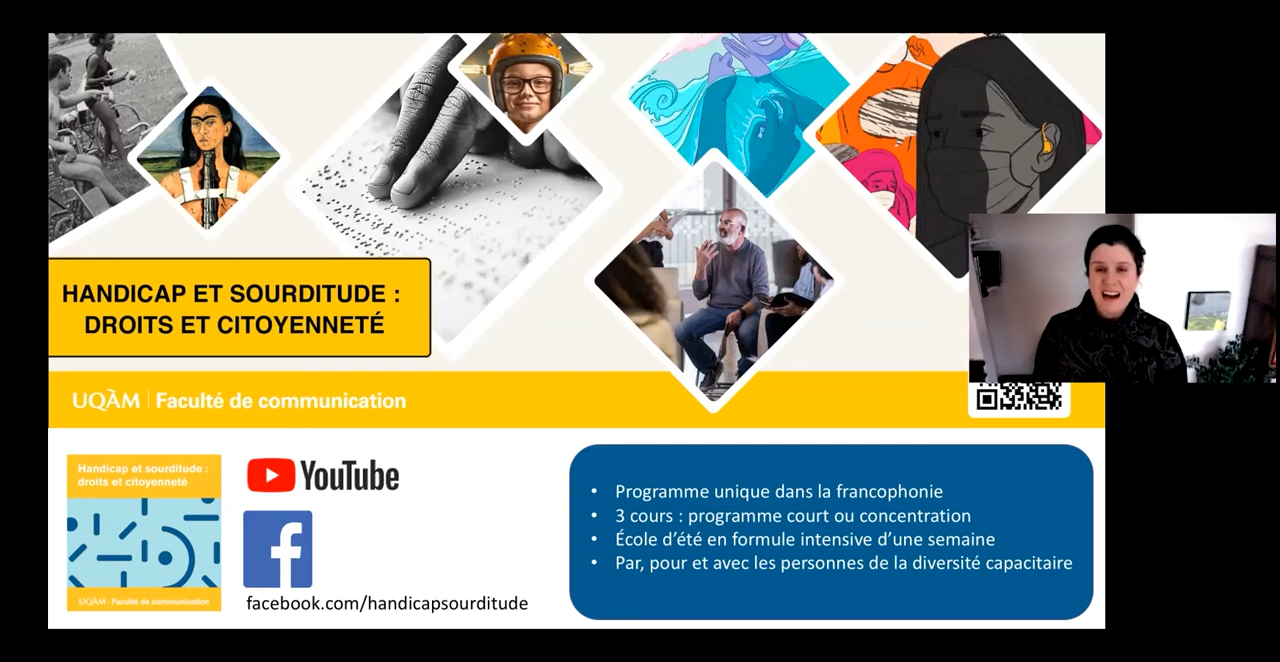 HANDICAP ET SOURDITUDE :
DROITS ET CITOYENNETÉ
UQÀM | Faculté de communication
Handicap et sourditude :
droits et citoyenneté
UQÀM | Faculté de communication
YouTube
facebook.com/handicapsourditude
• Programme unique dans la francophonie
• 3 cours : programme court ou concentration
• École d’été en formule intensive d’une semaine
• Par, pour et avec les personnes de la diversité capacitaire